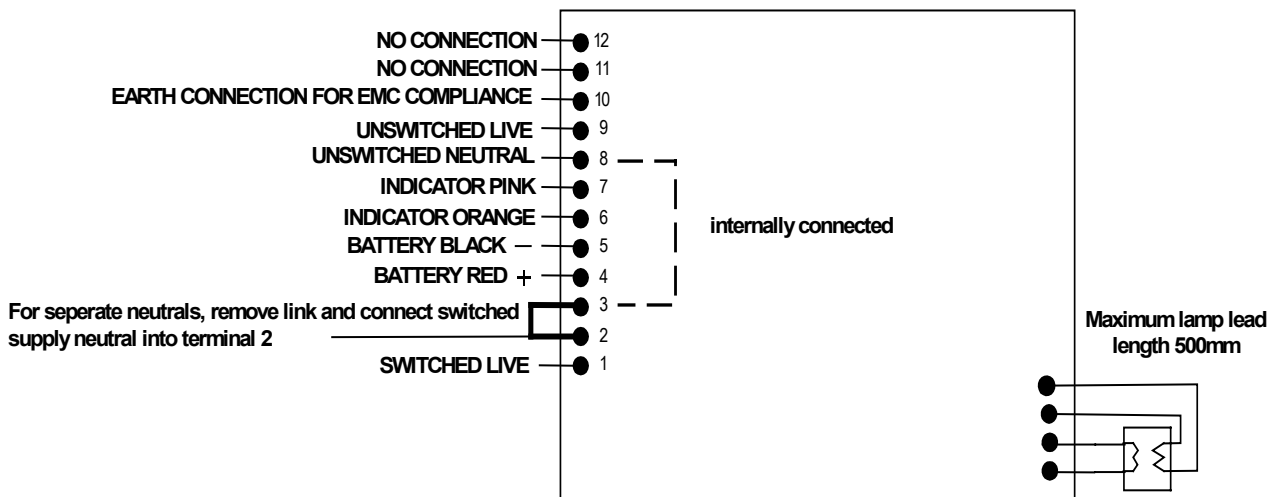 NO CONNECTION 12
NO CONNECTION 11
EARTH CONNECTION FOR EMC COMPLIANCE 10
UNSWITCHED LIVE 9
UNSWITCHED NEUTRAL 8
INDICATOR PINK 7
INDICATOR ORANGE 6
internally connected
BATTERY BLACK – 5
BATTERY RED + 4
3
For seperate neutrals, remove link and connect switched
supply neutral into terminal 2
2
SWITCHED LIVE 1
Maximum lamp lead
length 500mm